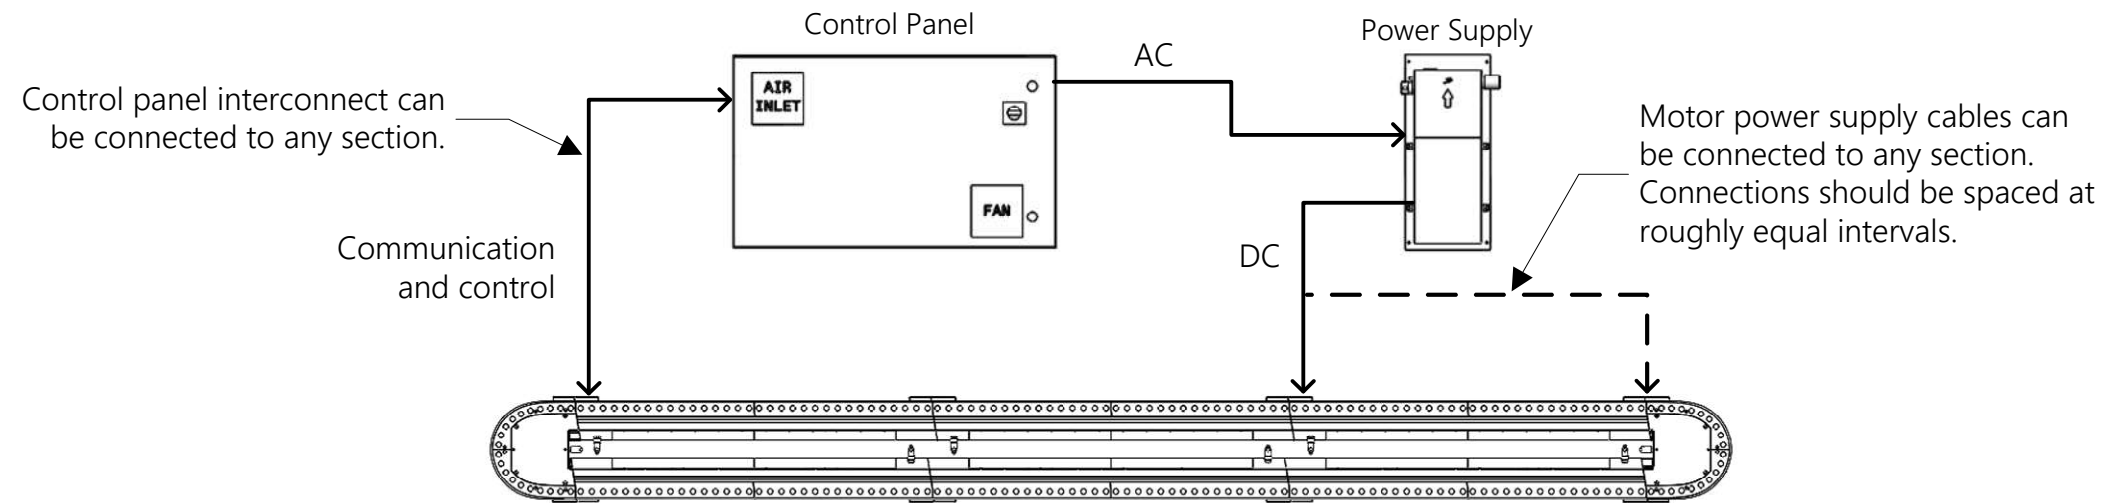 Control Panel
Power Supply
AC
AIR
INLET
Control panel interconnect can
be connected to any section.
Motor power supply cables can
be connected to any section.
Connections should be spaced at
roughly equal intervals.
FAN
Communication
and control
DC